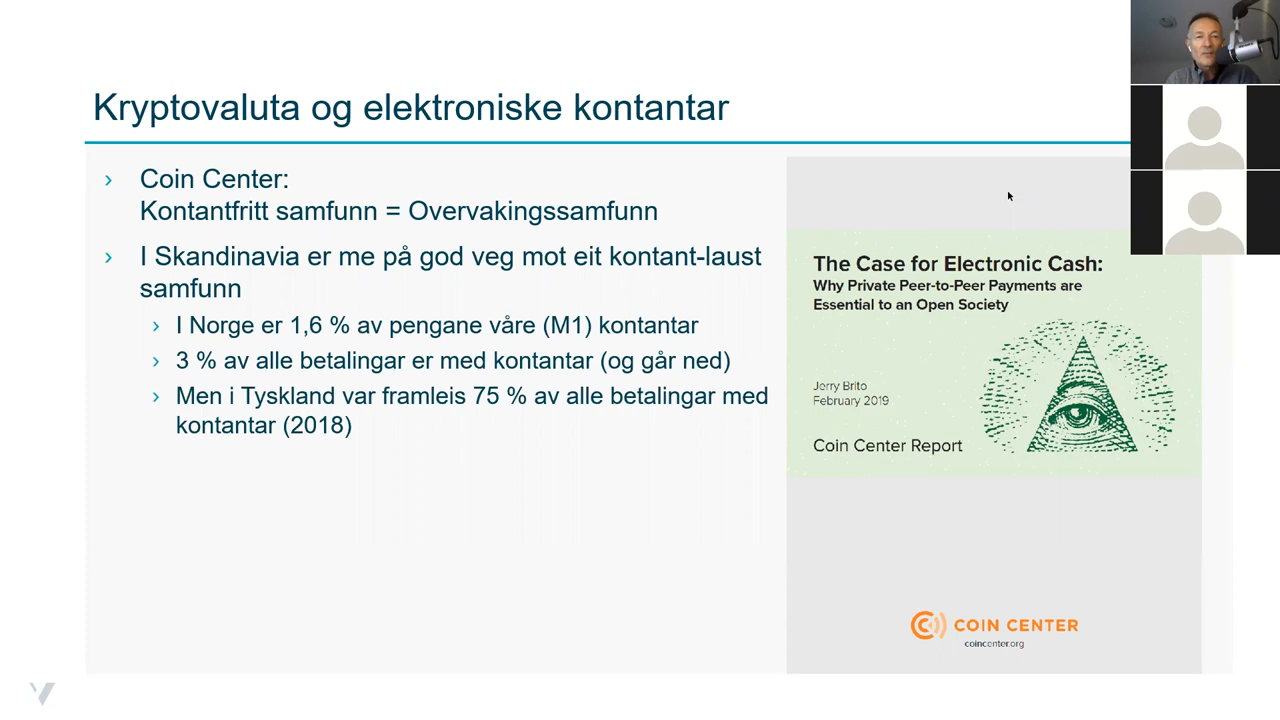 Kryptovaluta og elektroniske kontantar
› Coin Center:
Kontantfritt samfunn = Overvakingssamfunn
› I Skandinavia er me på god veg mot eit kontant-laust
samfunn
› I Norge er 1,6 % av pengane våre (M1) kontantar
› 3 % av alle betalingar er med kontantar (og går ned)
› Men i Tyskland var framleis 75 % av alle betalingar med
kontantar (2018)
The Case for Electronic Cash:
Why Private Peer-to-Peer Payments are
Essential to an Open Society
Jerry Brito
February 2019
Coin Center Report
COIN CENTER
coincenter.org